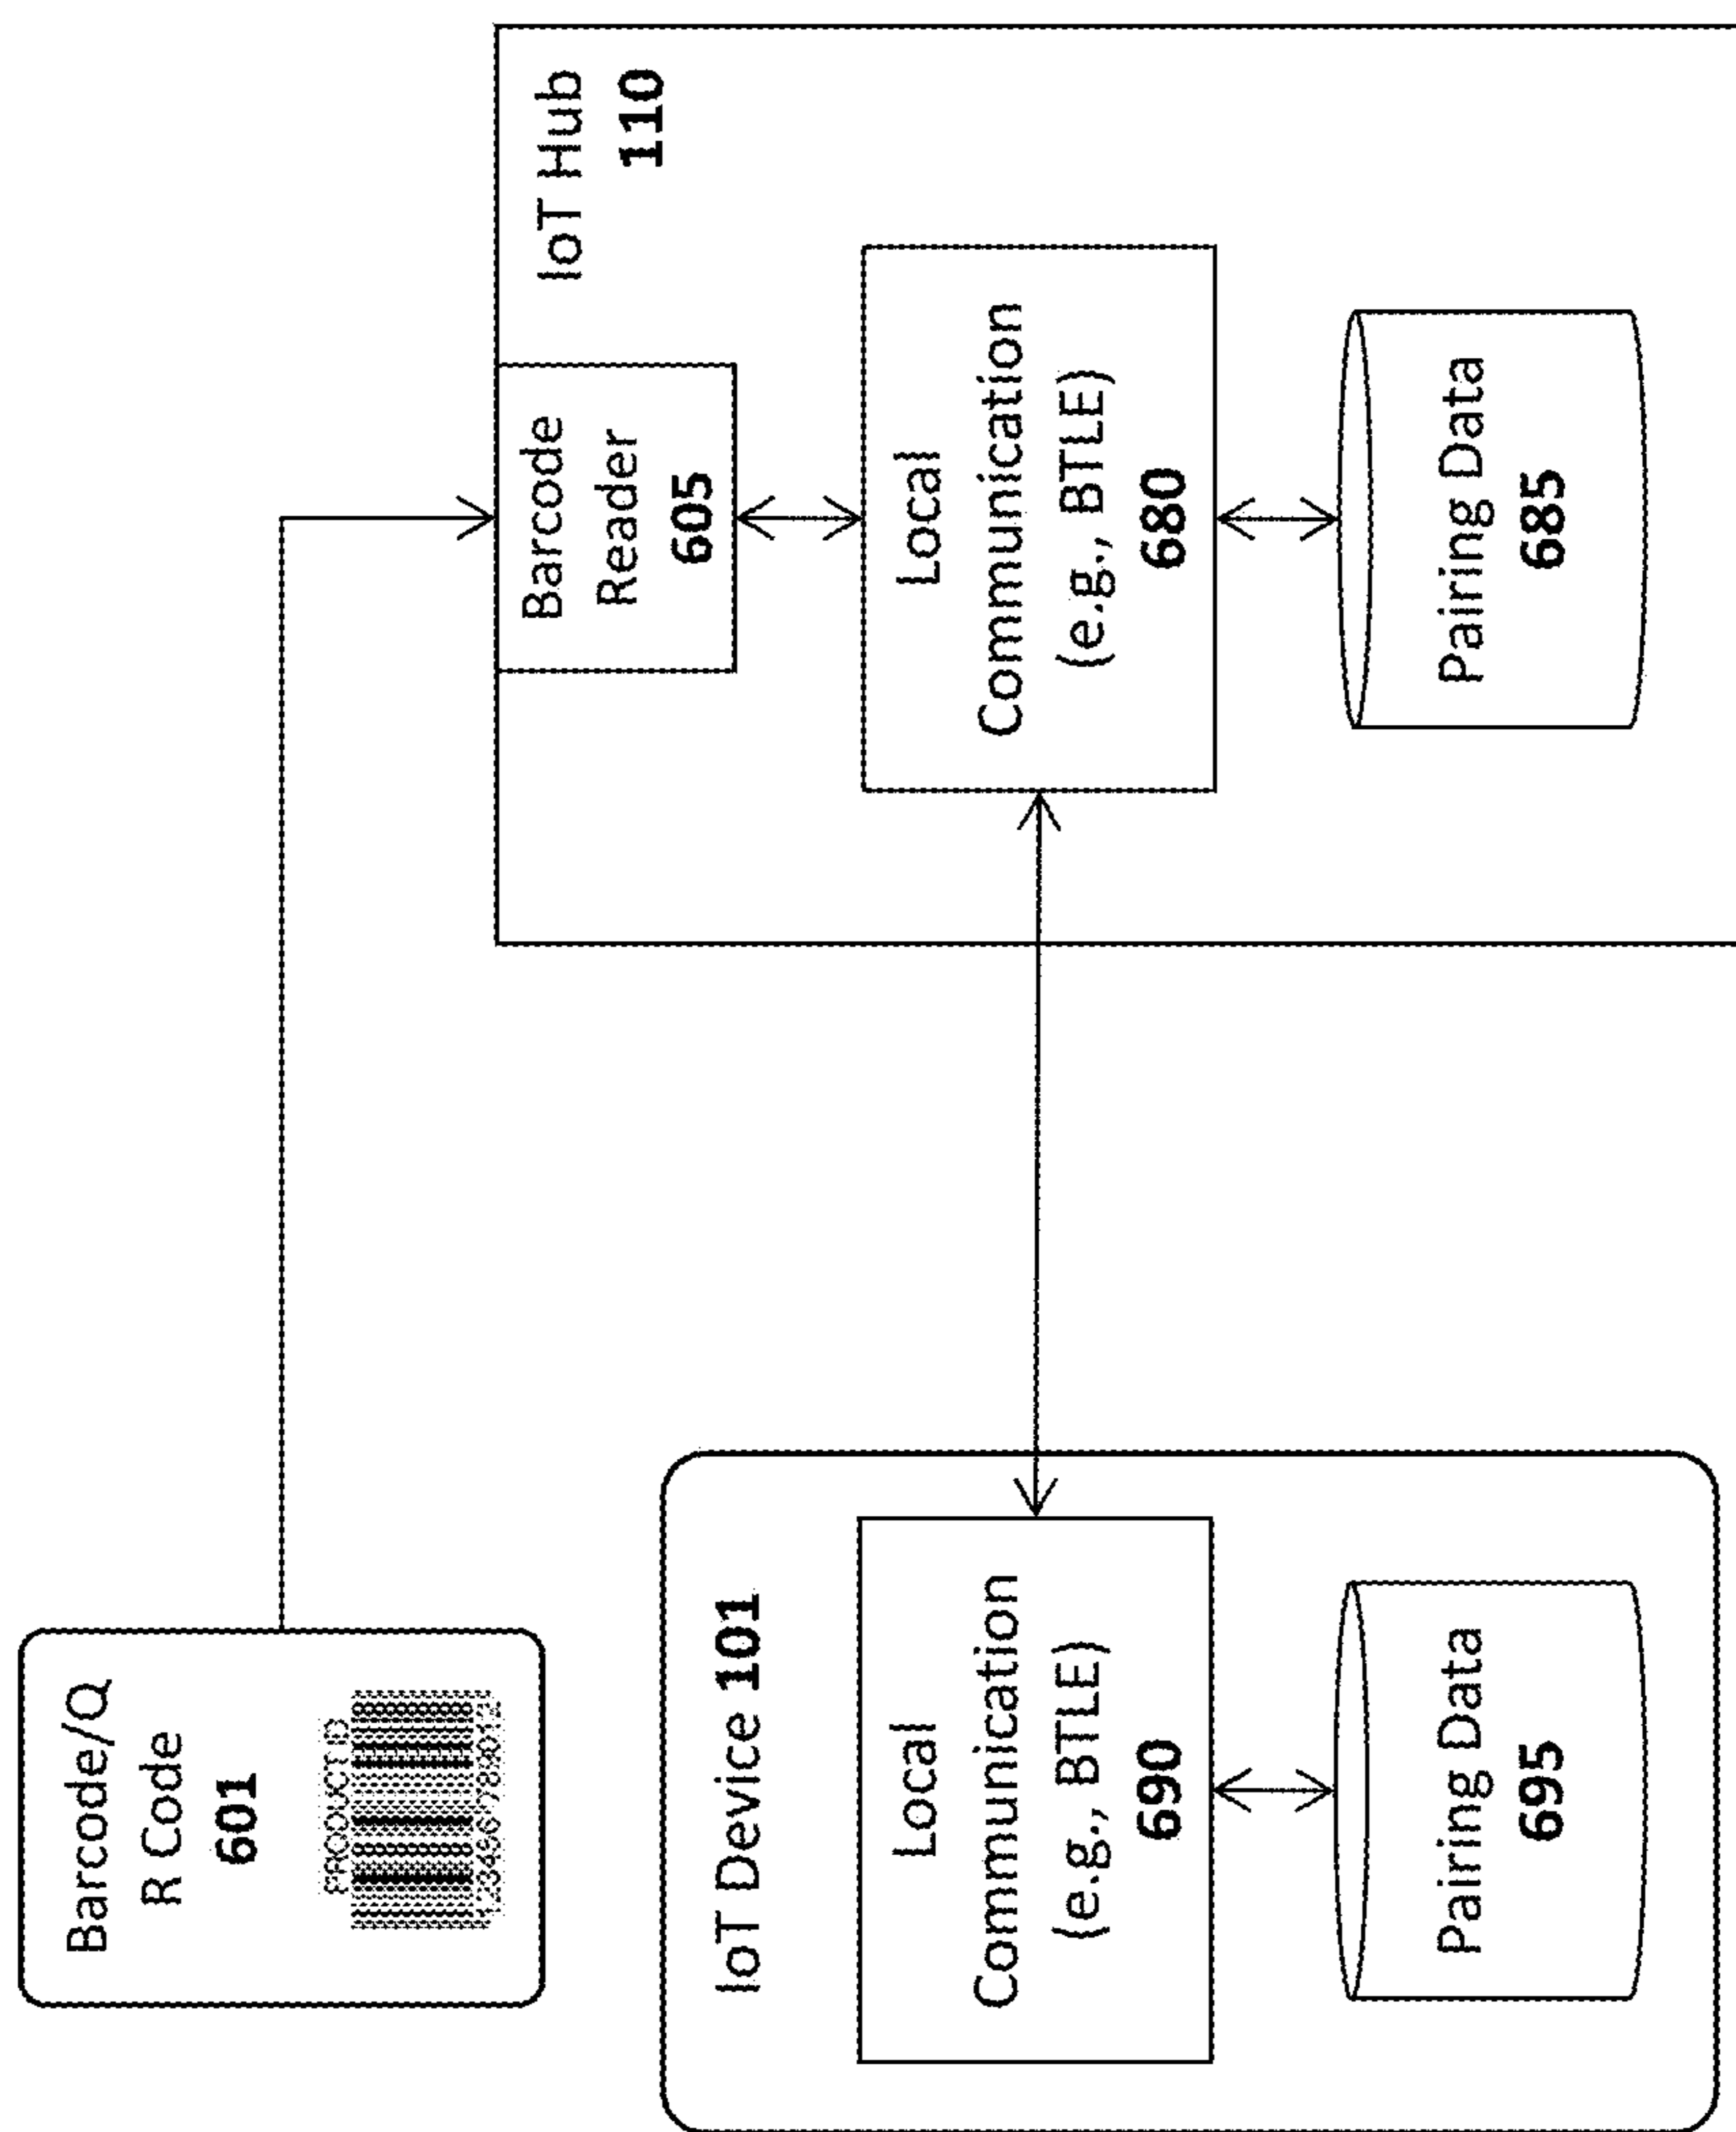 Barcode/Q
R Code
601
PRODUCT ID
IoT Device 101
Local
Communication
(e.g., BTLE)
690
Pairing Data
695
IoT Hub
110
Barcode
Reader
605
Local
Communication
(e.g., BTLE)
680
Pairing Data
685